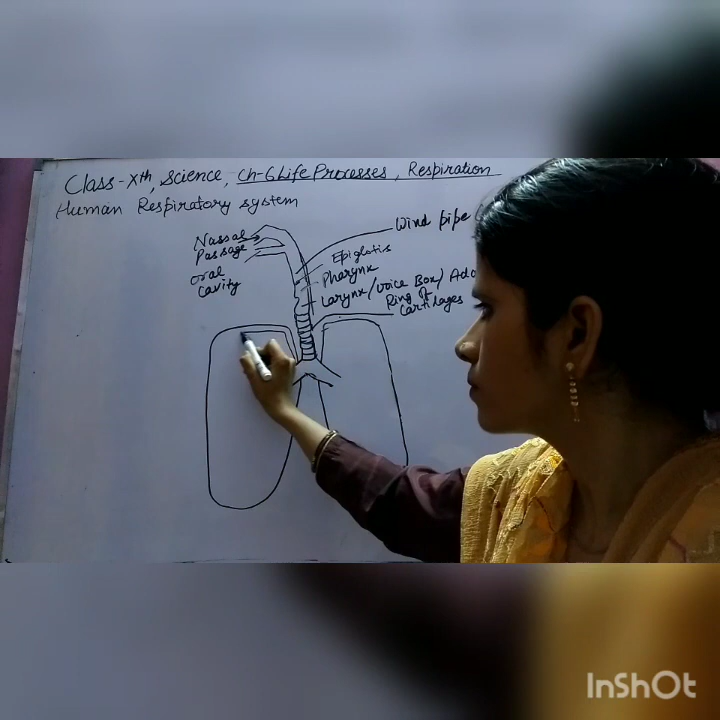 Class-Xth, Science, Ch-6 Life Processes, Respiration
Human Respiratory system
Nassal
Passage
oral
cavity
Wind pipe
Epiglotis
Pharynx
Larynx/voice Box/Ada
Ring of
Cartilages
InShOt